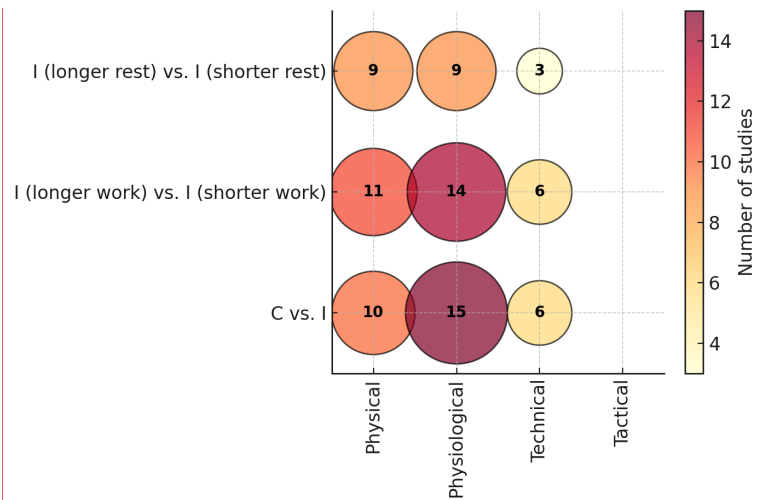 I (longer rest) vs. I (shorter rest)
9
9
3
I (longer work) vs. I (shorter work)
11
14
6
C vs. I
10
15
6
Physical
Physiological
Technical
Tactical
14
12
10
8
6
4
Number of studies